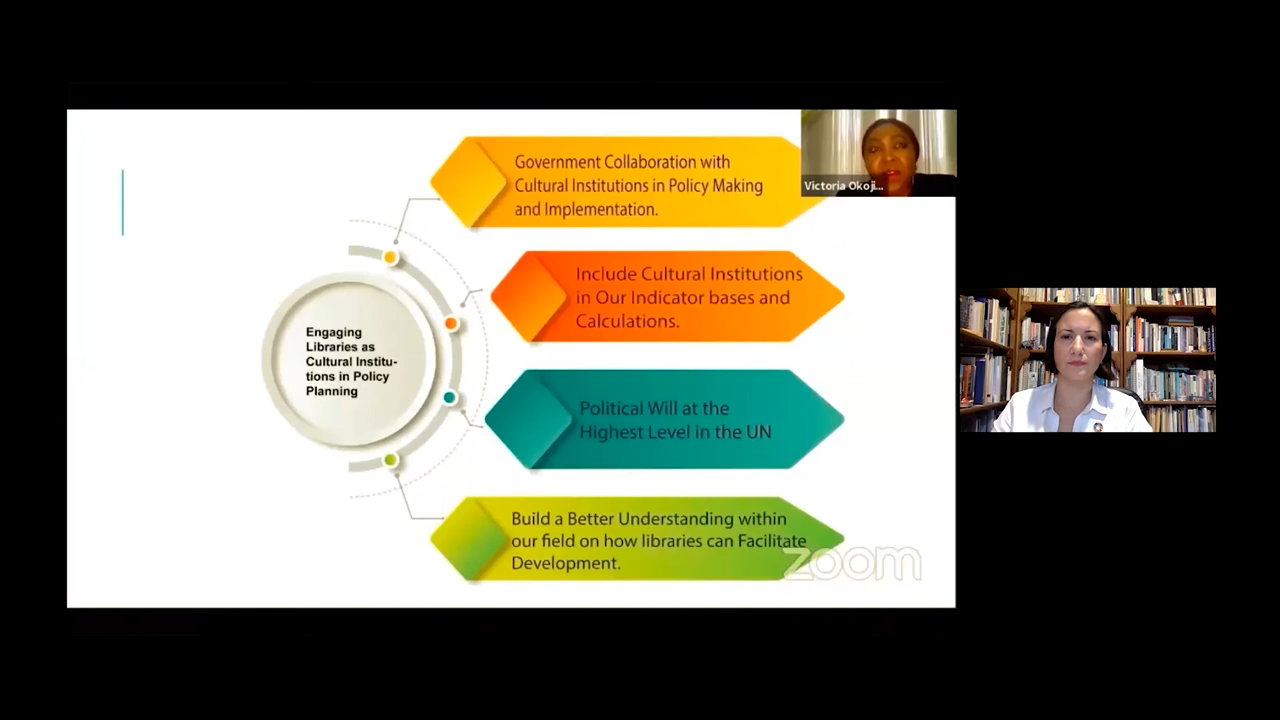 Government Collaboration with
Cultural Institutions in Policy Making
and Implementation.
Victoria Okoji...
Include Cultural Institutions
in Our Indicator bases and
Calculations.
Engaging
Libraries as
Cultural Institu-
tions in Policy
Planning
Political Will at the
Highest Level in the UN
Build a Better Understanding within
our field on how libraries can Facilitate
Development.
zoom